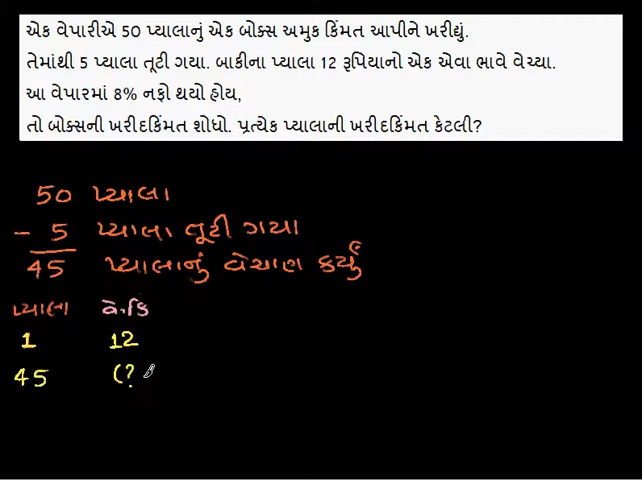 એક વેપારીએ 50 પ્યાલાનું એક બોક્સ અમુક કિંમત આપીને ખરીદ્યું.
તેમાંથી 5 પ્યાલા તૂટી ગયા. બાકીના પ્યાલા 12 રૂપિયાનો એક એવા ભાવે વેચ્યા.
આ વેપારમાં 8% નફો થયો હોય,
તો બોક્સની ખરીદકિંમત શોધો. પ્રત્યેક પ્યાલાની ખરીદકિંમત કેટલી?
50 પ્યાલા
- 5 પ્યાલા તૂટી ગયા
45 પ્યાલાનું વેચાણ કર્યું
પ્યાલા વે.કિ
1 12
45 (?